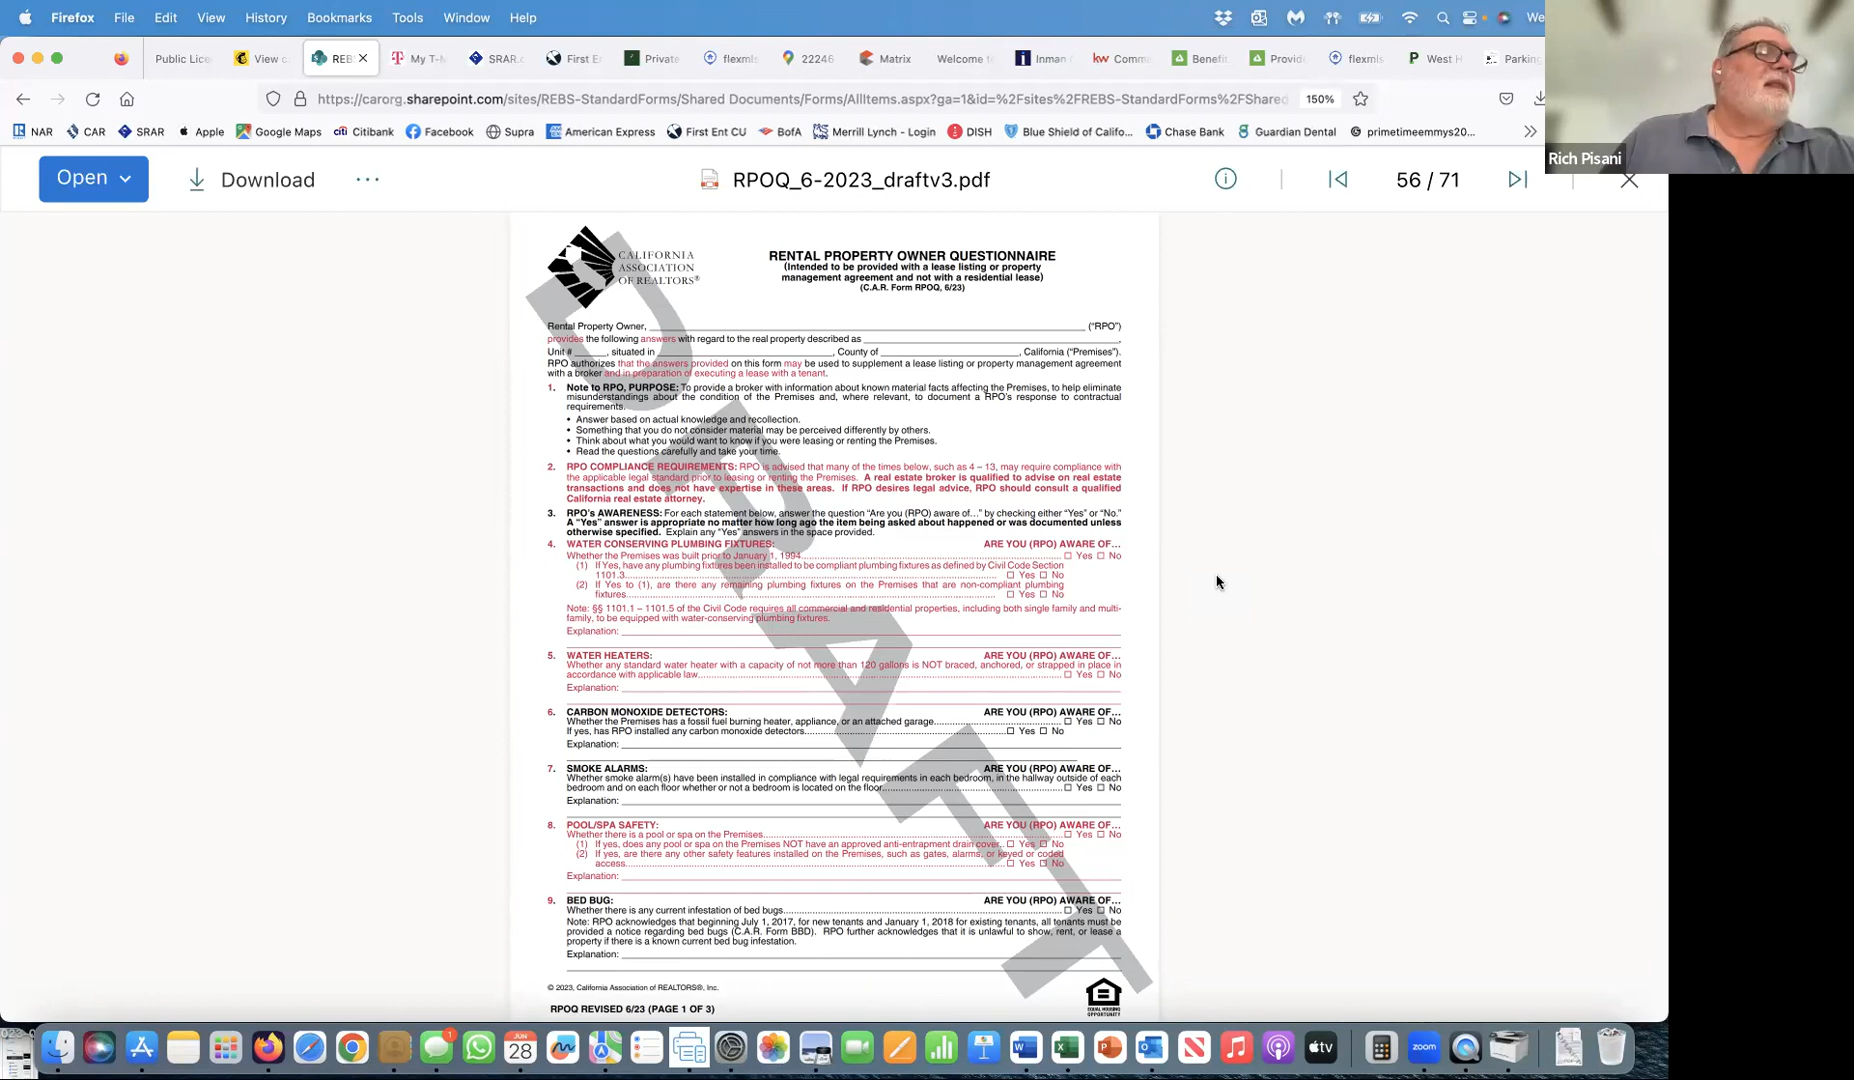 Firefox File Edit View History Bookmarks Tools Window Help We
Public Lice View c REBS My T-M SRAR.c First E Private flexmls 22246 Matrix Welcome t Inman Comm Benefit Provide flexmls West H Parking
https://carorg.sharepoint.com/sites/REBS-StandardForms/Shared Documents/Forms/AllItems.aspx?ga=1&id=%2Fsites%2FREBS-StandardForms%2FShared 150%
NAR CAR SRAR Apple Google Maps citi Citibank Facebook Supra American Express First Ent CU BofA Merrill Lynch - Login DISH Blue Shield of Califo... Chase Bank Guardian Dental primetimeemmys20...
Rich Pisani
Open Download ... RPOQ_6-2023_draftv3.pdf 56 / 71
CALIFORNIA
ASSOCIATION
OF REALTORS®
RENTAL PROPERTY OWNER QUESTIONNAIRE
(Intended to be provided with a lease listing or property
management agreement and not with a residential lease)
(C.A.R. Form RPOQ, 6/23)
DRAFT
Rental Property Owner, ("RPO")
provides the following answers with regard to the real property described as ,
Unit # , situated in , County of , California ("Premises").
RPO authorizes that the answers provided on this form may be used to supplement a lease listing or property management agreement
with a broker and in preparation of executing a lease with a tenant.
1. Note to RPO, PURPOSE: To provide a broker with information about known material facts affecting the Premises, to help eliminate
misunderstandings about the condition of the Premises and, where relevant, to document a RPO's response to contractual
requirements.
• Answer based on actual knowledge and recollection.
• Something that you do not consider material may be perceived differently by others.
• Think about what you would want to know if you were leasing or renting the Premises.
• Read the questions carefully and take your time.
2. RPO COMPLIANCE REQUIREMENTS: RPO is advised that many of the times below, such as 4 – 13, may require compliance with
the applicable legal standard prior to leasing or renting the Premises. A real estate broker is qualified to advise on real estate
transactions and does not have expertise in these areas. If RPO desires legal advice, RPO should consult a qualified
California real estate attorney.
3. RPO's AWARENESS: For each statement below, answer the question "Are you (RPO) aware of..." by checking either "Yes" or "No."
A "Yes" answer is appropriate no matter how long ago the item being asked about happened or was documented unless
otherwise specified. Explain any "Yes" answers in the space provided.
4. WATER CONSERVING PLUMBING FIXTURES: ARE YOU (RPO) AWARE OF...
Whether the Premises was built prior to January 1, 1994 ☐ Yes ☐ No
(1) If Yes, have any plumbing fixtures been installed to be compliant plumbing fixtures as defined by Civil Code Section
1101.3 ☐ Yes ☐ No
(2) If Yes to (1), are there any remaining plumbing fixtures on the Premises that are non-compliant plumbing
fixtures ☐ Yes ☐ No
Note: §§ 1101.1 – 1101.5 of the Civil Code requires all commercial and residential properties, including both single family and multi-
family, to be equipped with water-conserving plumbing fixtures.
Explanation:
5. WATER HEATERS: ARE YOU (RPO) AWARE OF...
Whether any standard water heater with a capacity of not more than 120 gallons is NOT braced, anchored, or strapped in place in
accordance with applicable law ☐ Yes ☐ No
Explanation:
6. CARBON MONOXIDE DETECTORS: ARE YOU (RPO) AWARE OF...
Whether the Premises has a fossil fuel burning heater, appliance, or an attached garage ☐ Yes ☐ No
If yes, has RPO installed any carbon monoxide detectors ☐ Yes ☐ No
Explanation:
7. SMOKE ALARMS: ARE YOU (RPO) AWARE OF...
Whether smoke alarm(s) have been installed in compliance with legal requirements in each bedroom, in the hallway outside of each
bedroom and on each floor whether or not a bedroom is located on the floor ☐ Yes ☐ No
Explanation:
8. POOL/SPA SAFETY: ARE YOU (RPO) AWARE OF...
Whether there is a pool or spa on the Premises ☐ Yes ☐ No
(1) If yes, does any pool or spa on the Premises NOT have an approved anti-entrapment drain cover ☐ Yes ☐ No
(2) If yes, are there any other safety features installed on the Premises, such as gates, alarms, or keyed or coded
access ☐ Yes ☐ No
Explanation:
9. BED BUG: ARE YOU (RPO) AWARE OF...
Whether there is any current infestation of bed bugs ☐ Yes ☐ No
Note: RPO acknowledges that beginning July 1, 2017, for new tenants and January 1, 2018 for existing tenants, all tenants must be
provided a notice regarding bed bugs (C.A.R. Form BBD). RPO further acknowledges that it is unlawful to show, rent, or lease a
property if there is a known current bed bug infestation.
Explanation:
© 2023, California Association of REALTORS®, Inc.
RPOQ REVISED 6/23 (PAGE 1 OF 3)
EQUAL HOUSING
OPPORTUNITY
1 JUN 28 tv zoom